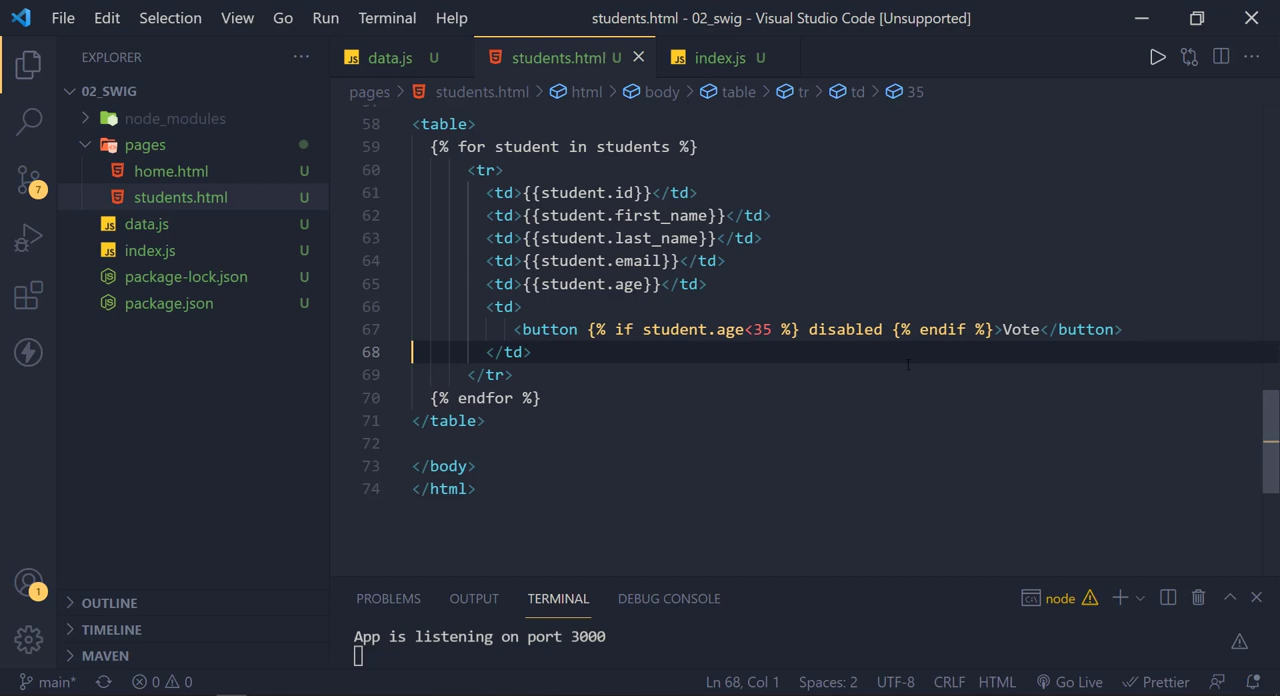 File Edit Selection View Go Run Terminal Help students.html - 02_swig - Visual Studio Code [Unsupported]
EXPLORER
02_SWIG
node_modules
pages
home.html U
students.html U
data.js U
index.js U
package-lock.json U
package.json U
OUTLINE
TIMELINE
MAVEN
7
1
data.js U students.html U index.js U
pages > students.html > html > body > table > tr > td > 35
58 <table>
59 {% for student in students %}
60 <tr>
61 <td>{{student.id}}</td>
62 <td>{{student.first_name}}</td>
63 <td>{{student.last_name}}</td>
64 <td>{{student.email}}</td>
65 <td>{{student.age}}</td>
66 <td>
67 <button {% if student.age<35 %} disabled {% endif %}>Vote</button>
68 </td>
69 </tr>
70 {% endfor %}
71 </table>
72
73 </body>
74 </html>
PROBLEMS OUTPUT TERMINAL DEBUG CONSOLE node
App is listening on port 3000
main* 0 0 Ln 68, Col 1 Spaces: 2 UTF-8 CRLF HTML Go Live Prettier